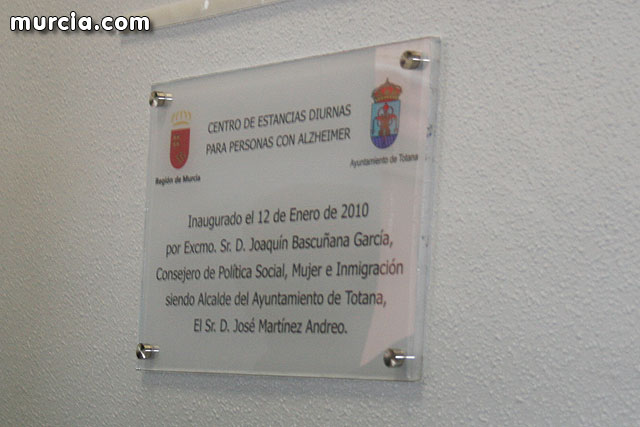 murcia.com
CENTRO DE ESTANCIAS DIURNAS
PARA PERSONAS CON ALZHEIMER
Región de Murcia
Ayuntamiento de Totana
Inaugurado el 12 de Enero de 2010
por Excmo. Sr. D. Joaquín Bascuñana García,
Consejero de Política Social, Mujer e Inmigración
siendo Alcalde del Ayuntamiento de Totana,
El Sr. D. José Martínez Andreo.